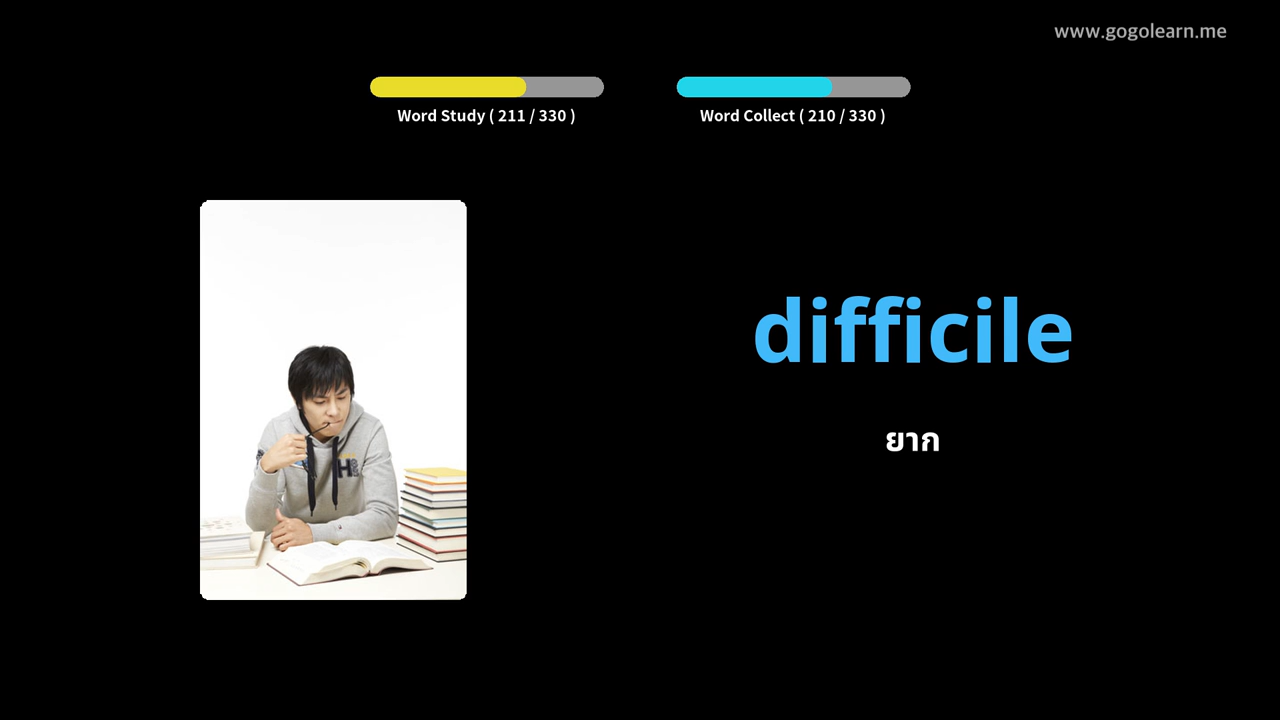 www.gogolearn.me
Word Study ( 211 / 330 )
Word Collect ( 210 / 330 )
difficile
ยาก
H